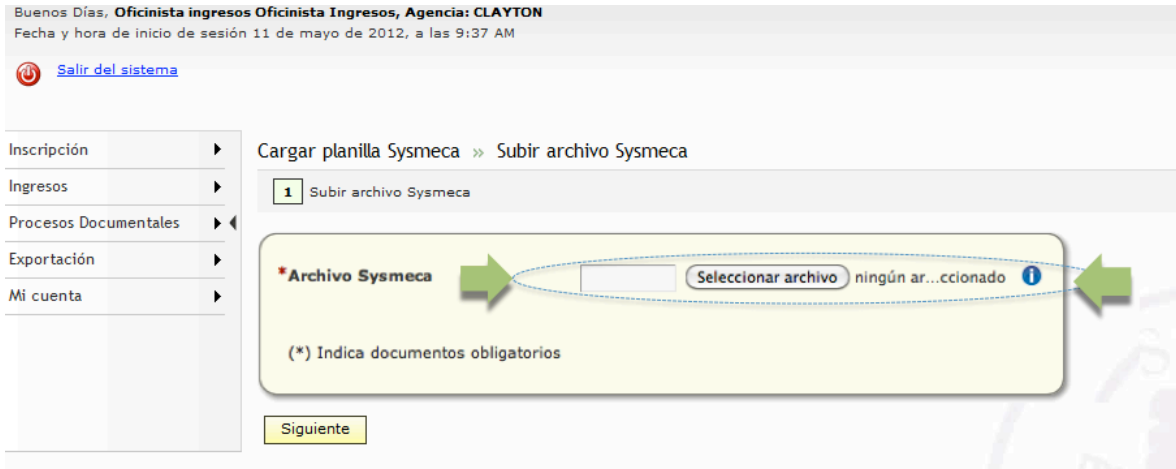 Buenos Días, Oficinista ingresos Oficinista Ingresos, Agencia: CLAYTON
Fecha y hora de inicio de sesión 11 de mayo de 2012, a las 9:37 AM
Salir del sistema
Inscripción
Ingresos
Procesos Documentales
Exportación
Mi cuenta
Cargar planilla Sysmeca » Subir archivo Sysmeca
1 Subir archivo Sysmeca
*Archivo Sysmeca Seleccionar archivo ningún ar...ccionado i
(*) Indica documentos obligatorios
Siguiente